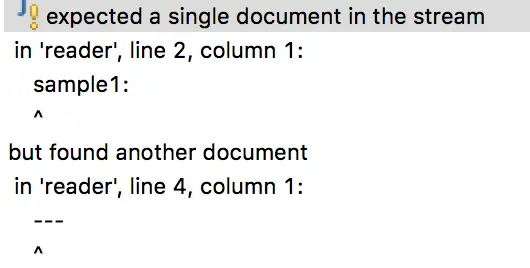 expected a single document in the stream
in 'reader', line 2, column 1:
sample1:
^
but found another document
in 'reader', line 4, column 1:
---
^